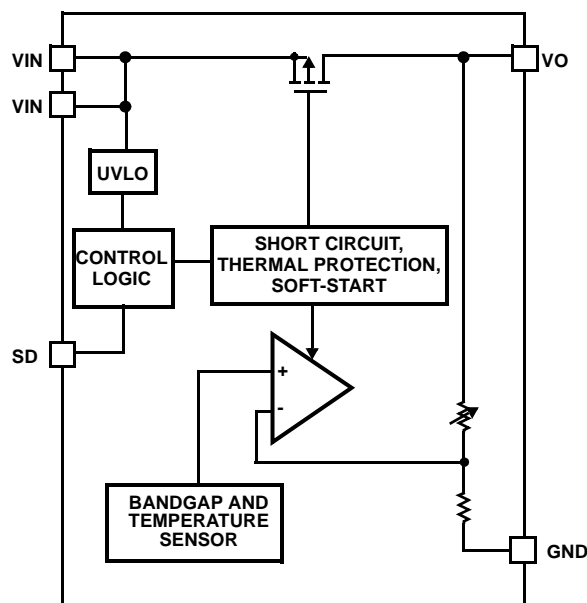 VIN
VO
VIN
UVLO
CONTROL
LOGIC
SHORT CIRCUIT,
THERMAL PROTECTION,
SOFT-START
SD
+
-
BANDGAP AND
TEMPERATURE
SENSOR
GND